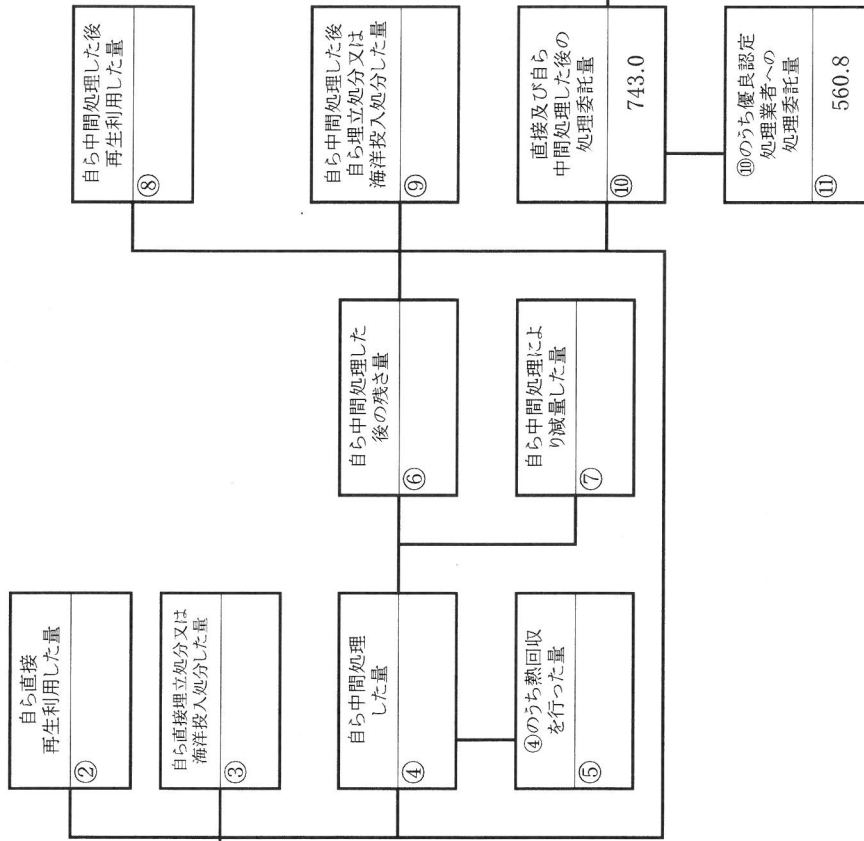 自ら直接
再生利用した量
②
自ら直接埋立処分又は
海洋投入処分した量
③
自ら中間処理
した量
④
④のうち熱回収
を行った量
⑤
自ら中間処理した
後の残さ量
⑥
自ら中間処理によ
り減量した量
⑦
自ら中間処理した後
再生利用した量
⑧
自ら中間処理した後
自ら埋立処分又は
海洋投入処分した量
⑨
直接及び自ら
中間処理した後の
処理委託量
⑩
743.0
⑩のうち優良認定
処理業者への
処理委託量
⑪
560.8